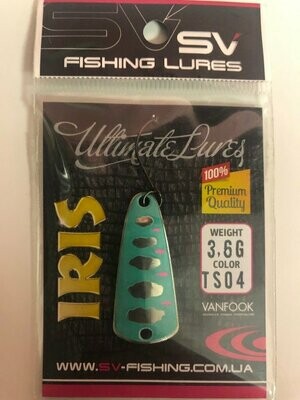 SV SV
FISHING LURES
Ultimate Lures
100%
Premium
Quality
IRIS
WEIGHT
3,6G
COLOR
TS04
VANFOOK
WWW.SV-FISHING.COM.UA